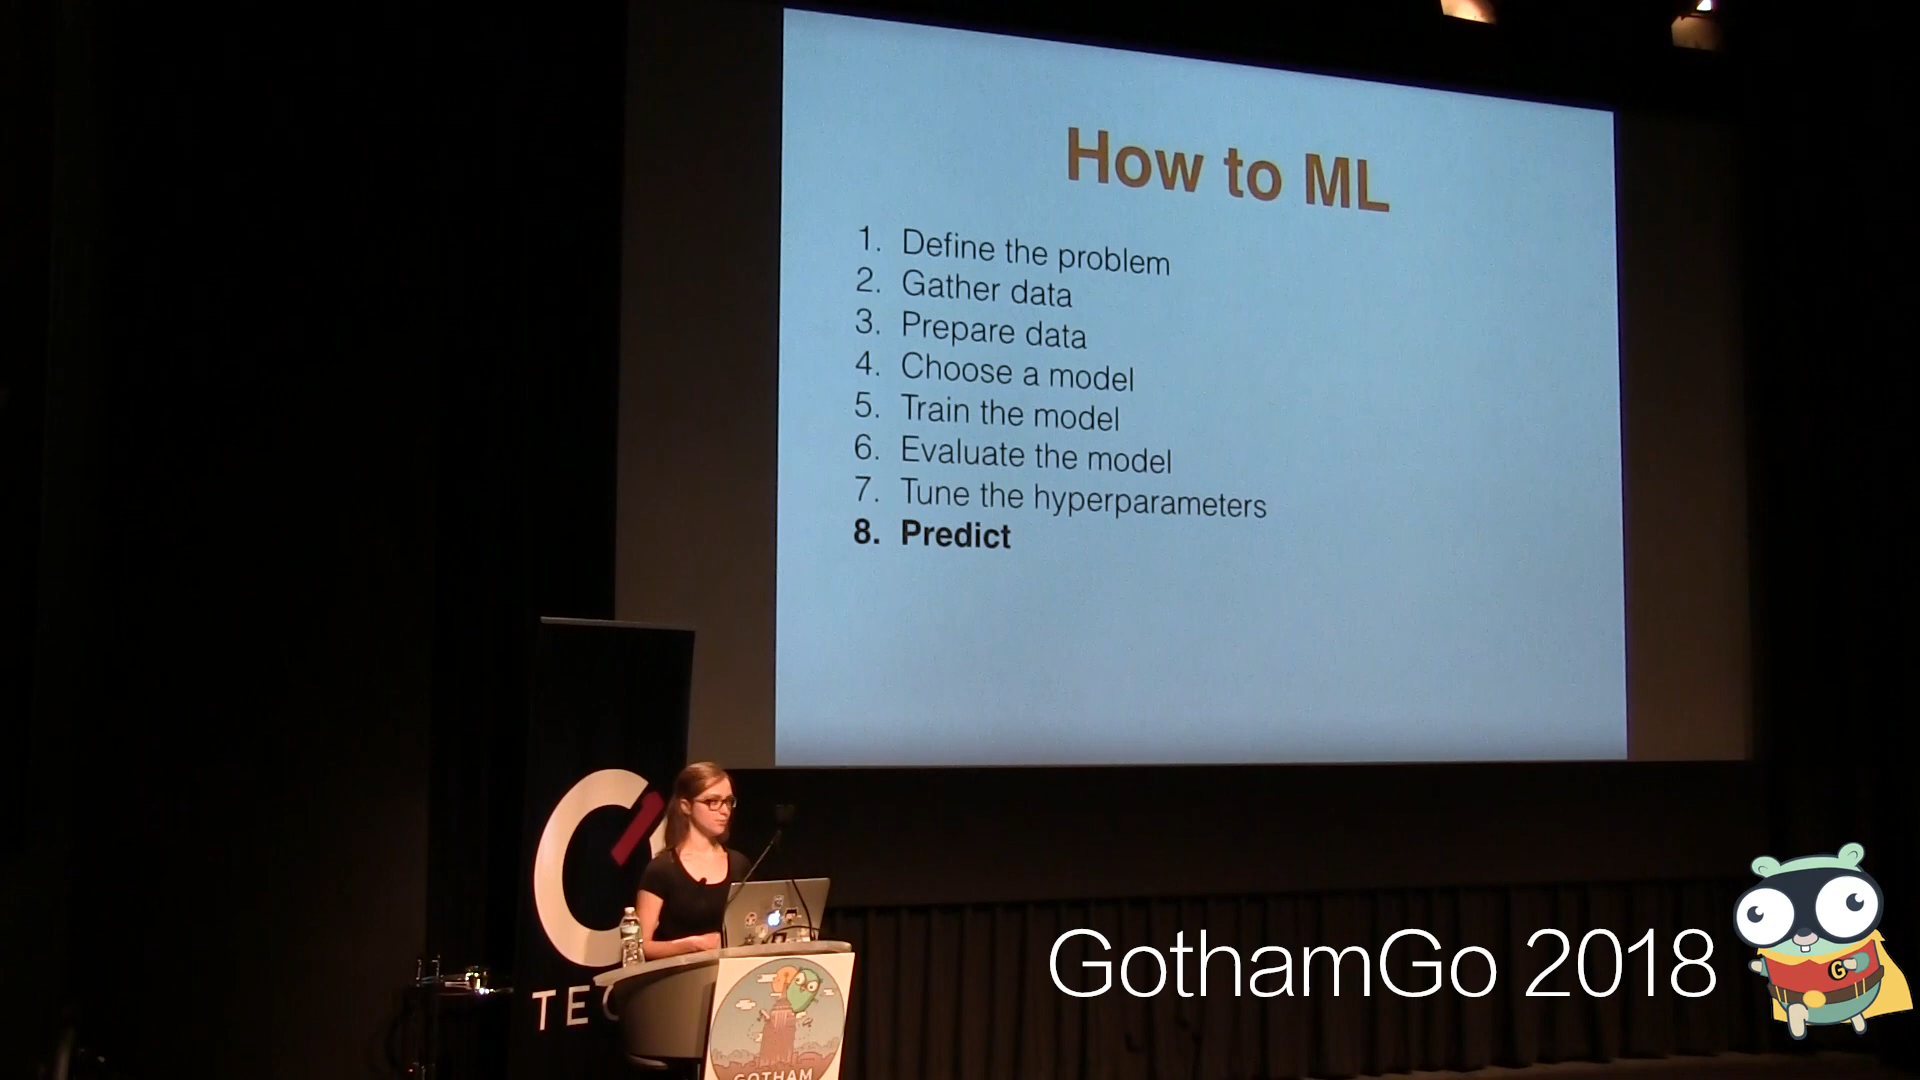 How to ML
1. Define the problem
2. Gather data
3. Prepare data
4. Choose a model
5. Train the model
6. Evaluate the model
7. Tune the hyperparameters
8. Predict
TEC
GOTHAM
GothamGo 2018
G